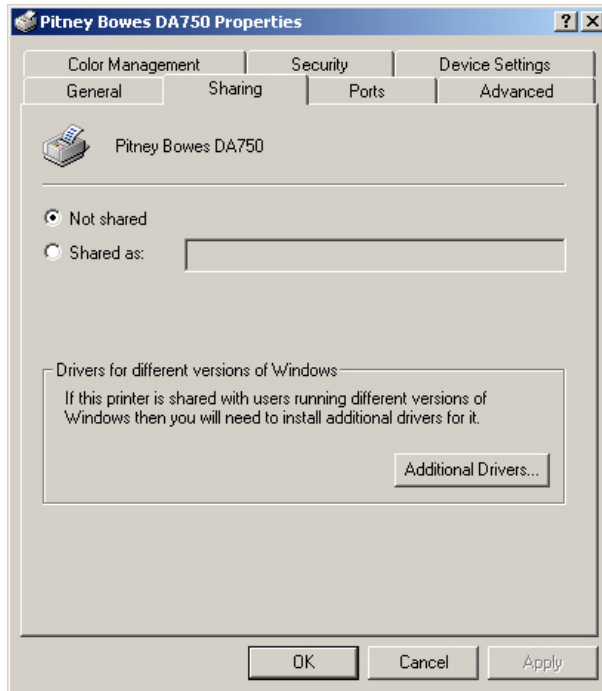 Pitney Bowes DA750 Properties
Color Management Security Device Settings
General Sharing Ports Advanced
Pitney Bowes DA750
Not shared
Shared as:
Drivers for different versions of Windows
If this printer is shared with users running different versions of
Windows then you will need to install additional drivers for it.
Additional Drivers...
OK Cancel Apply